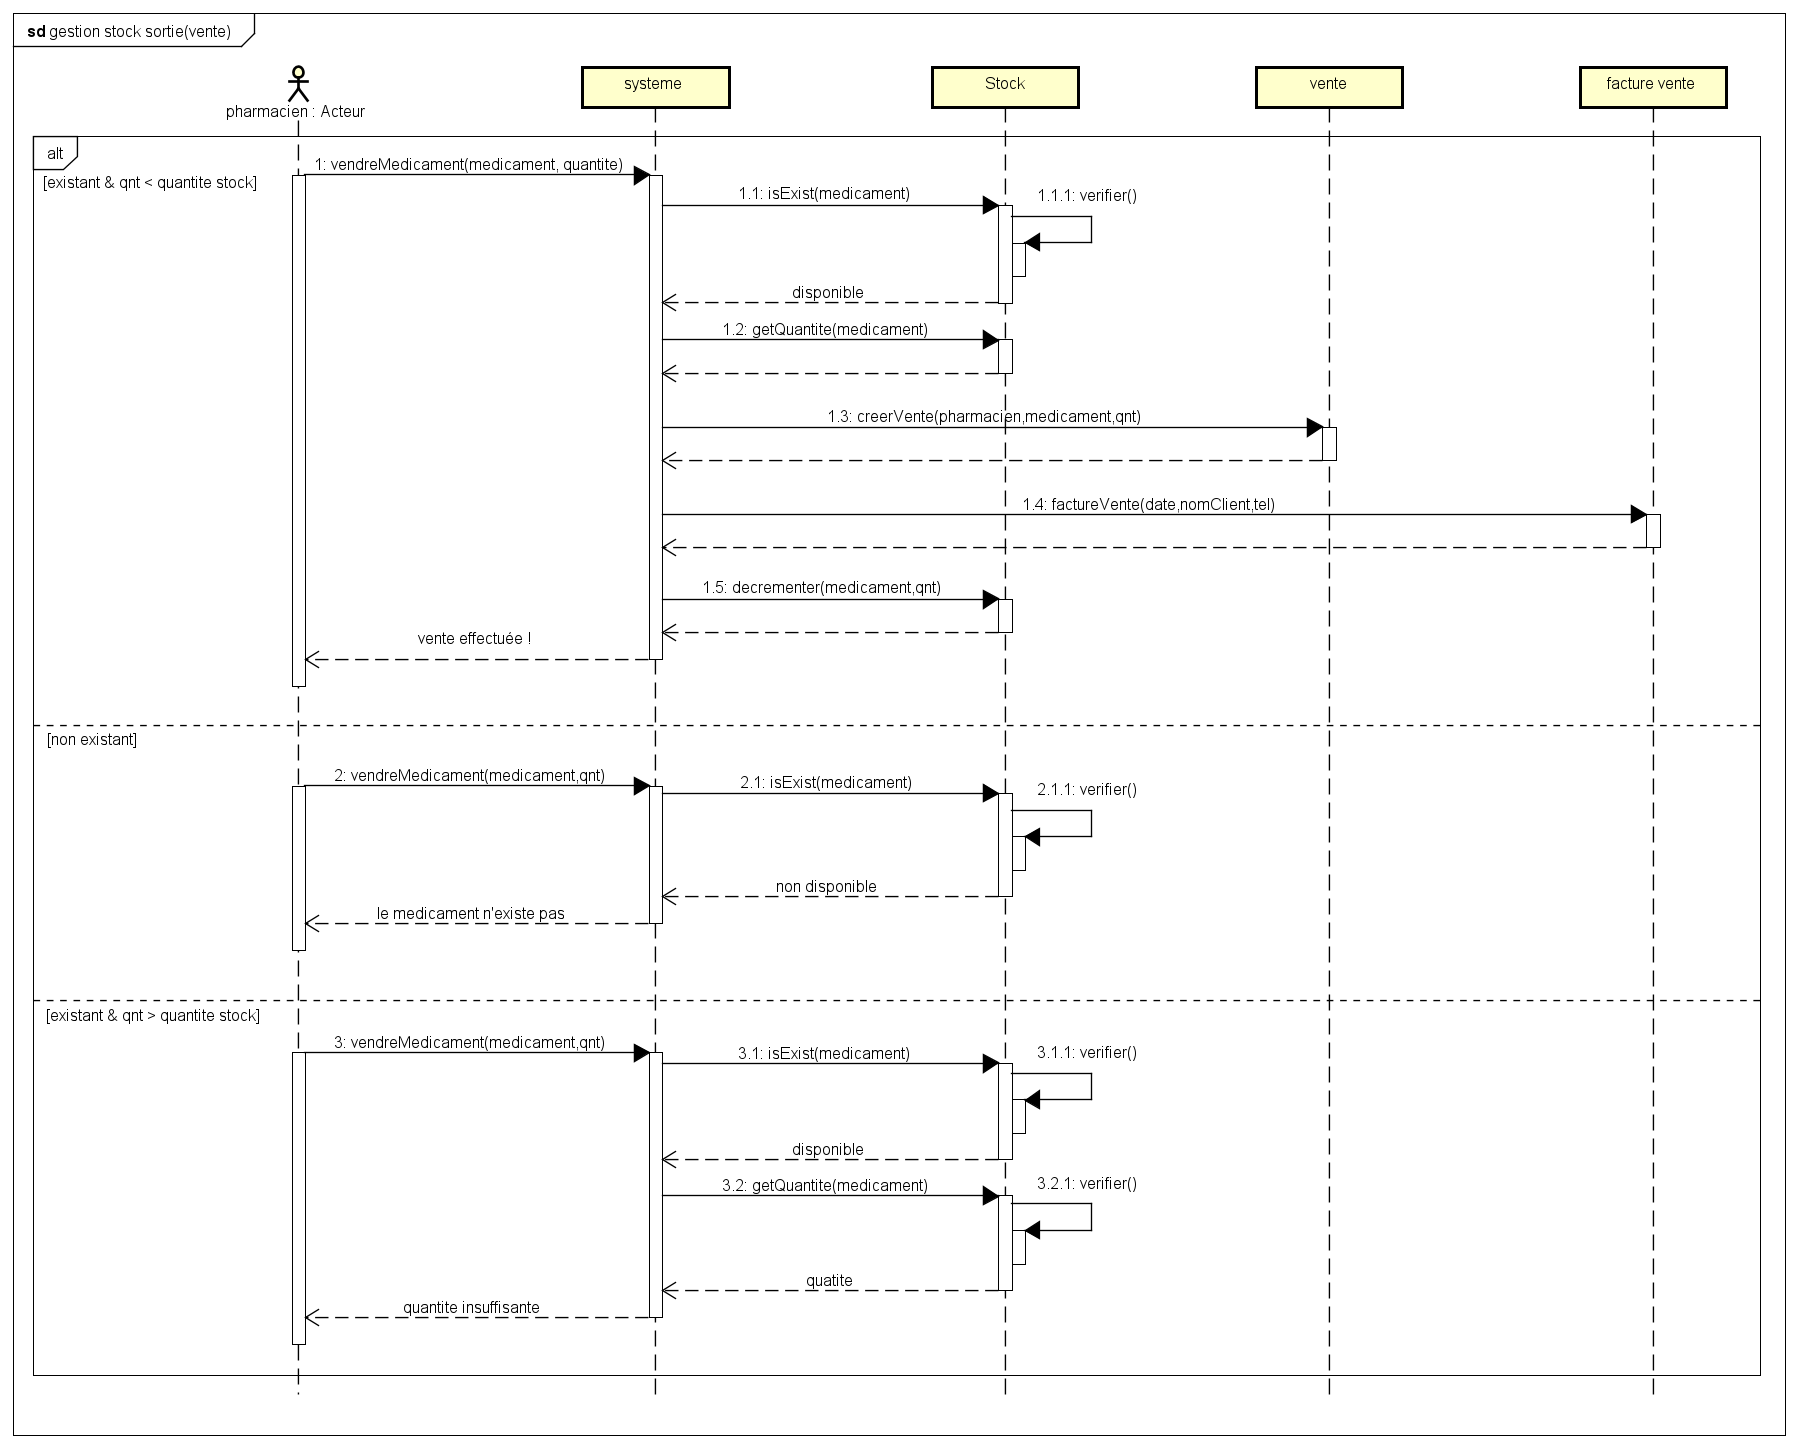 sd gestion stock sortie(vente)
pharmacien : Acteur
systeme
Stock
vente
facture vente
alt
[existant & qnt < quantite stock]
1: vendreMedicament(medicament, quantite)
1.1: isExist(medicament)
1.1.1: verifier()
disponible
1.2: getQuantite(medicament)
1.3: creerVente(pharmacien,medicament,qnt)
1.4: factureVente(date,nomClient,tel)
1.5: decrementer(medicament,qnt)
vente effectuée !
[non existant]
2: vendreMedicament(medicament,qnt)
2.1: isExist(medicament)
2.1.1: verifier()
non disponible
le medicament n'existe pas
[existant & qnt > quantite stock]
3: vendreMedicament(medicament,qnt)
3.1: isExist(medicament)
3.1.1: verifier()
disponible
3.2: getQuantite(medicament)
3.2.1: verifier()
quatite
quantite insuffisante